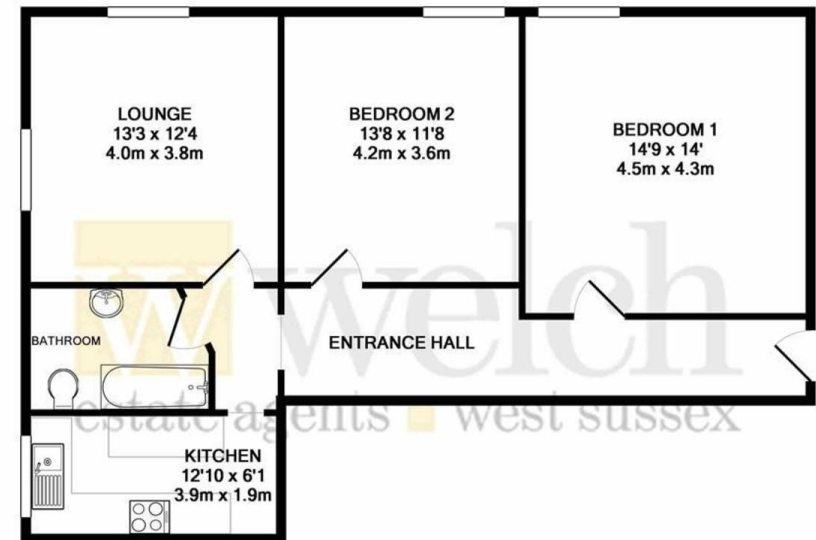 LOUNGE
13'3 x 12'4
4.0m x 3.8m
BEDROOM 2
13'8 x 11'8
4.2m x 3.6m
BEDROOM 1
14'9 x 14'
4.5m x 4.3m
w welch
BATHROOM
ENTRANCE HALL
estate agents west sussex
KITCHEN
12'10 x 6'1
3.9m x 1.9m